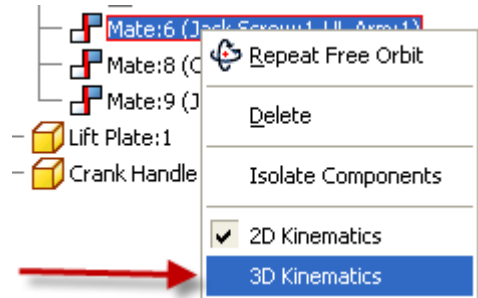 Mate:6 (Jack Screw:1, UL Arm:1)
Repeat Free Orbit
Mate:8 (
Mate:9 (J
Delete
Lift Plate:1
Crank Handle
Isolate Components
2D Kinematics
3D Kinematics